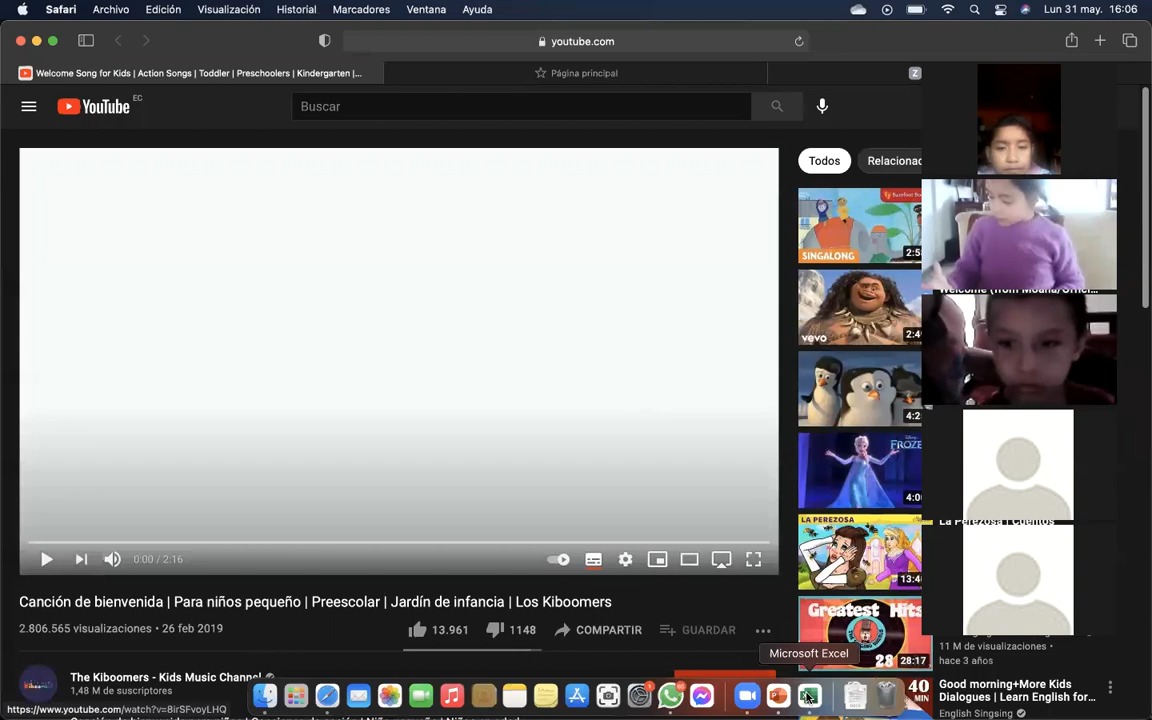 Safari Archivo Edición Visualización Historial Marcadores Ventana Ayuda Lun 31 may. 16:06
youtube.com
Welcome Song for Kids | Action Songs | Toddler | Preschoolers | Kindergarten |... Página principal Z
YouTube EC Buscar
Todos Relacionad
SINGALONG 2:5
vevo 2:4
4:2
FROZE
4:0
LA PEREZOSA
13:4
La Perezosa | Cuentos
Greatest Hits
28:17
11 M de visualizaciones •
hace 3 años
0:00 / 2:16
Canción de bienvenida | Para niños pequeño | Preescolar | Jardín de infancia | Los Kiboomers
2.806.565 visualizaciones • 26 feb 2019 13.961 1148 COMPARTIR GUARDAR
Microsoft Excel
The Kiboomers - Kids Music Channel
1,48 M de suscriptores
40 MIN
Good morning+More Kids
Dialogues | Learn English for...
English Singsing
https://www.youtube.com/watch?v=8irSFvoyLHQ